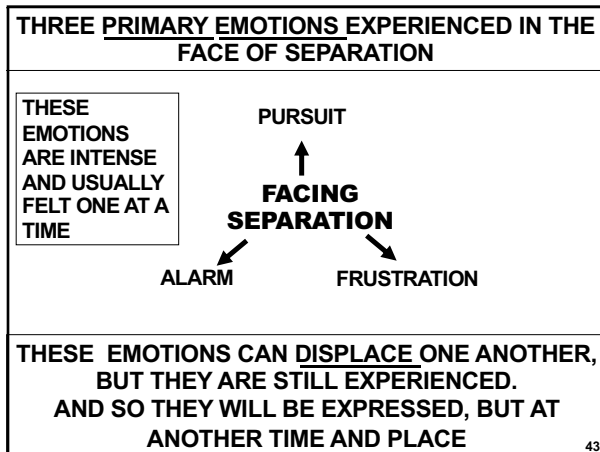 THREE PRIMARY EMOTIONS EXPERIENCED IN THE
FACE OF SEPARATION
THESE
EMOTIONS
ARE INTENSE
AND USUALLY
FELT ONE AT A
TIME
PURSUIT
FACING
SEPARATION
ALARM
FRUSTRATION
THESE EMOTIONS CAN DISPLACE ONE ANOTHER,
BUT THEY ARE STILL EXPERIENCED.
AND SO THEY WILL BE EXPRESSED, BUT AT
ANOTHER TIME AND PLACE
43